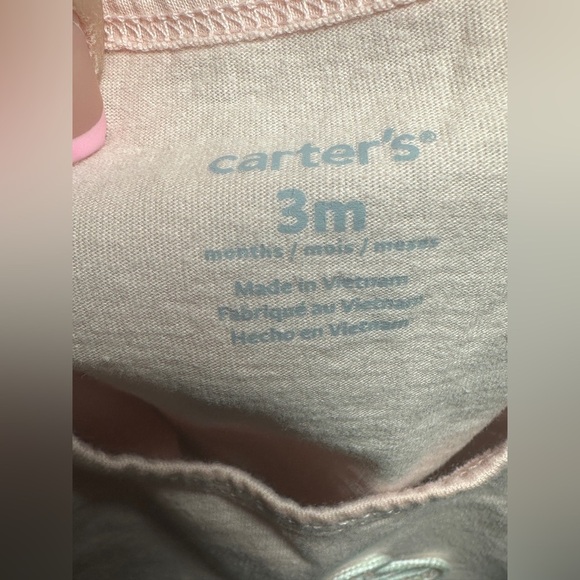 carter's®
3m
months / mois / meses
Made in Vietnam
Fabriqué au Vietnam
Hecho en Vietnam